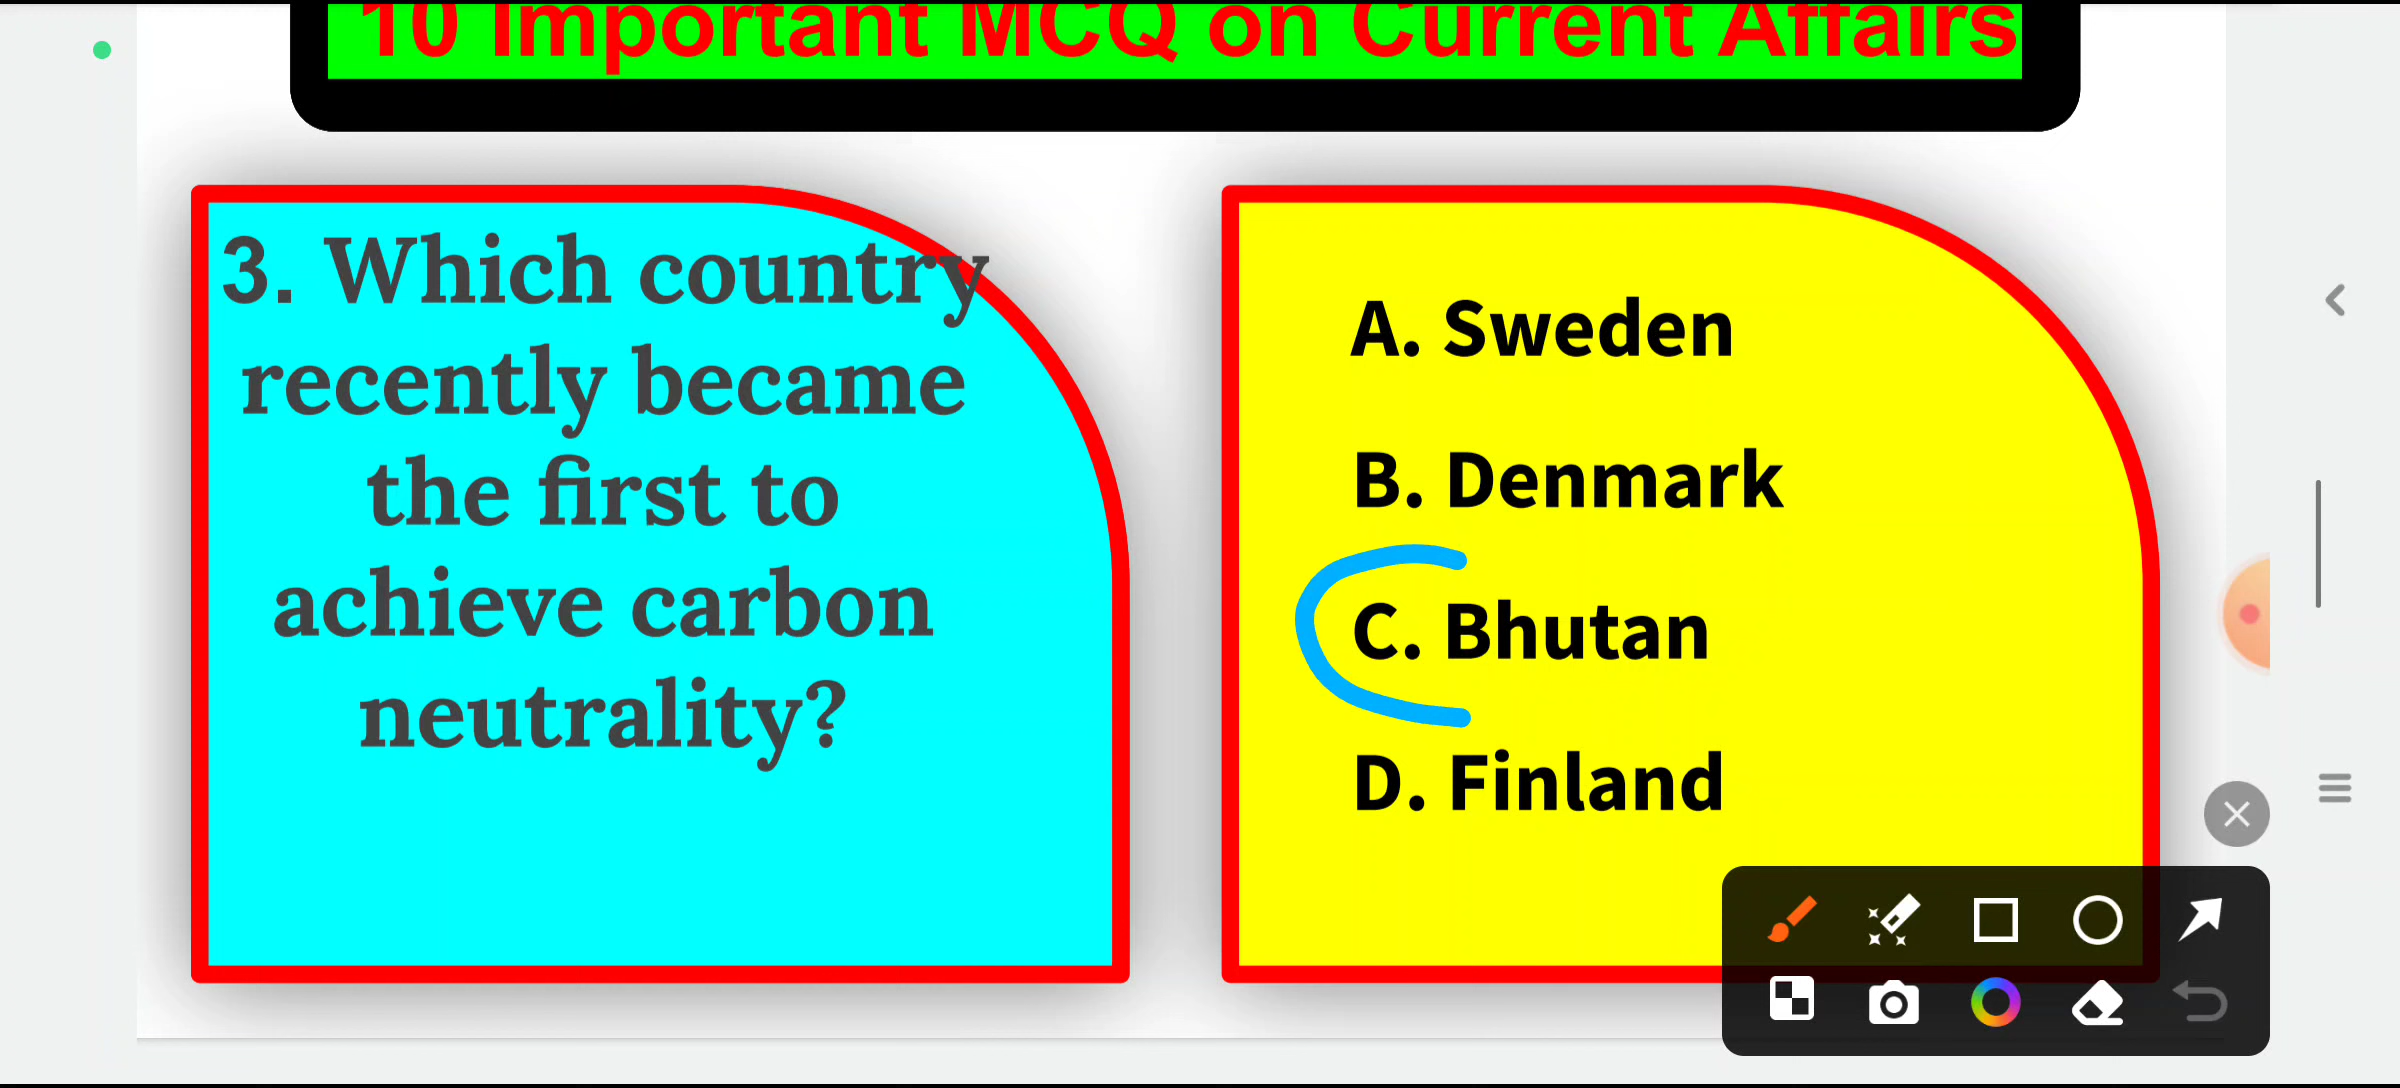 10 Important MCQ on Current Affairs
3. Which country
recently became
the first to
achieve carbon
neutrality?
A. Sweden
B. Denmark
C. Bhutan
D. Finland